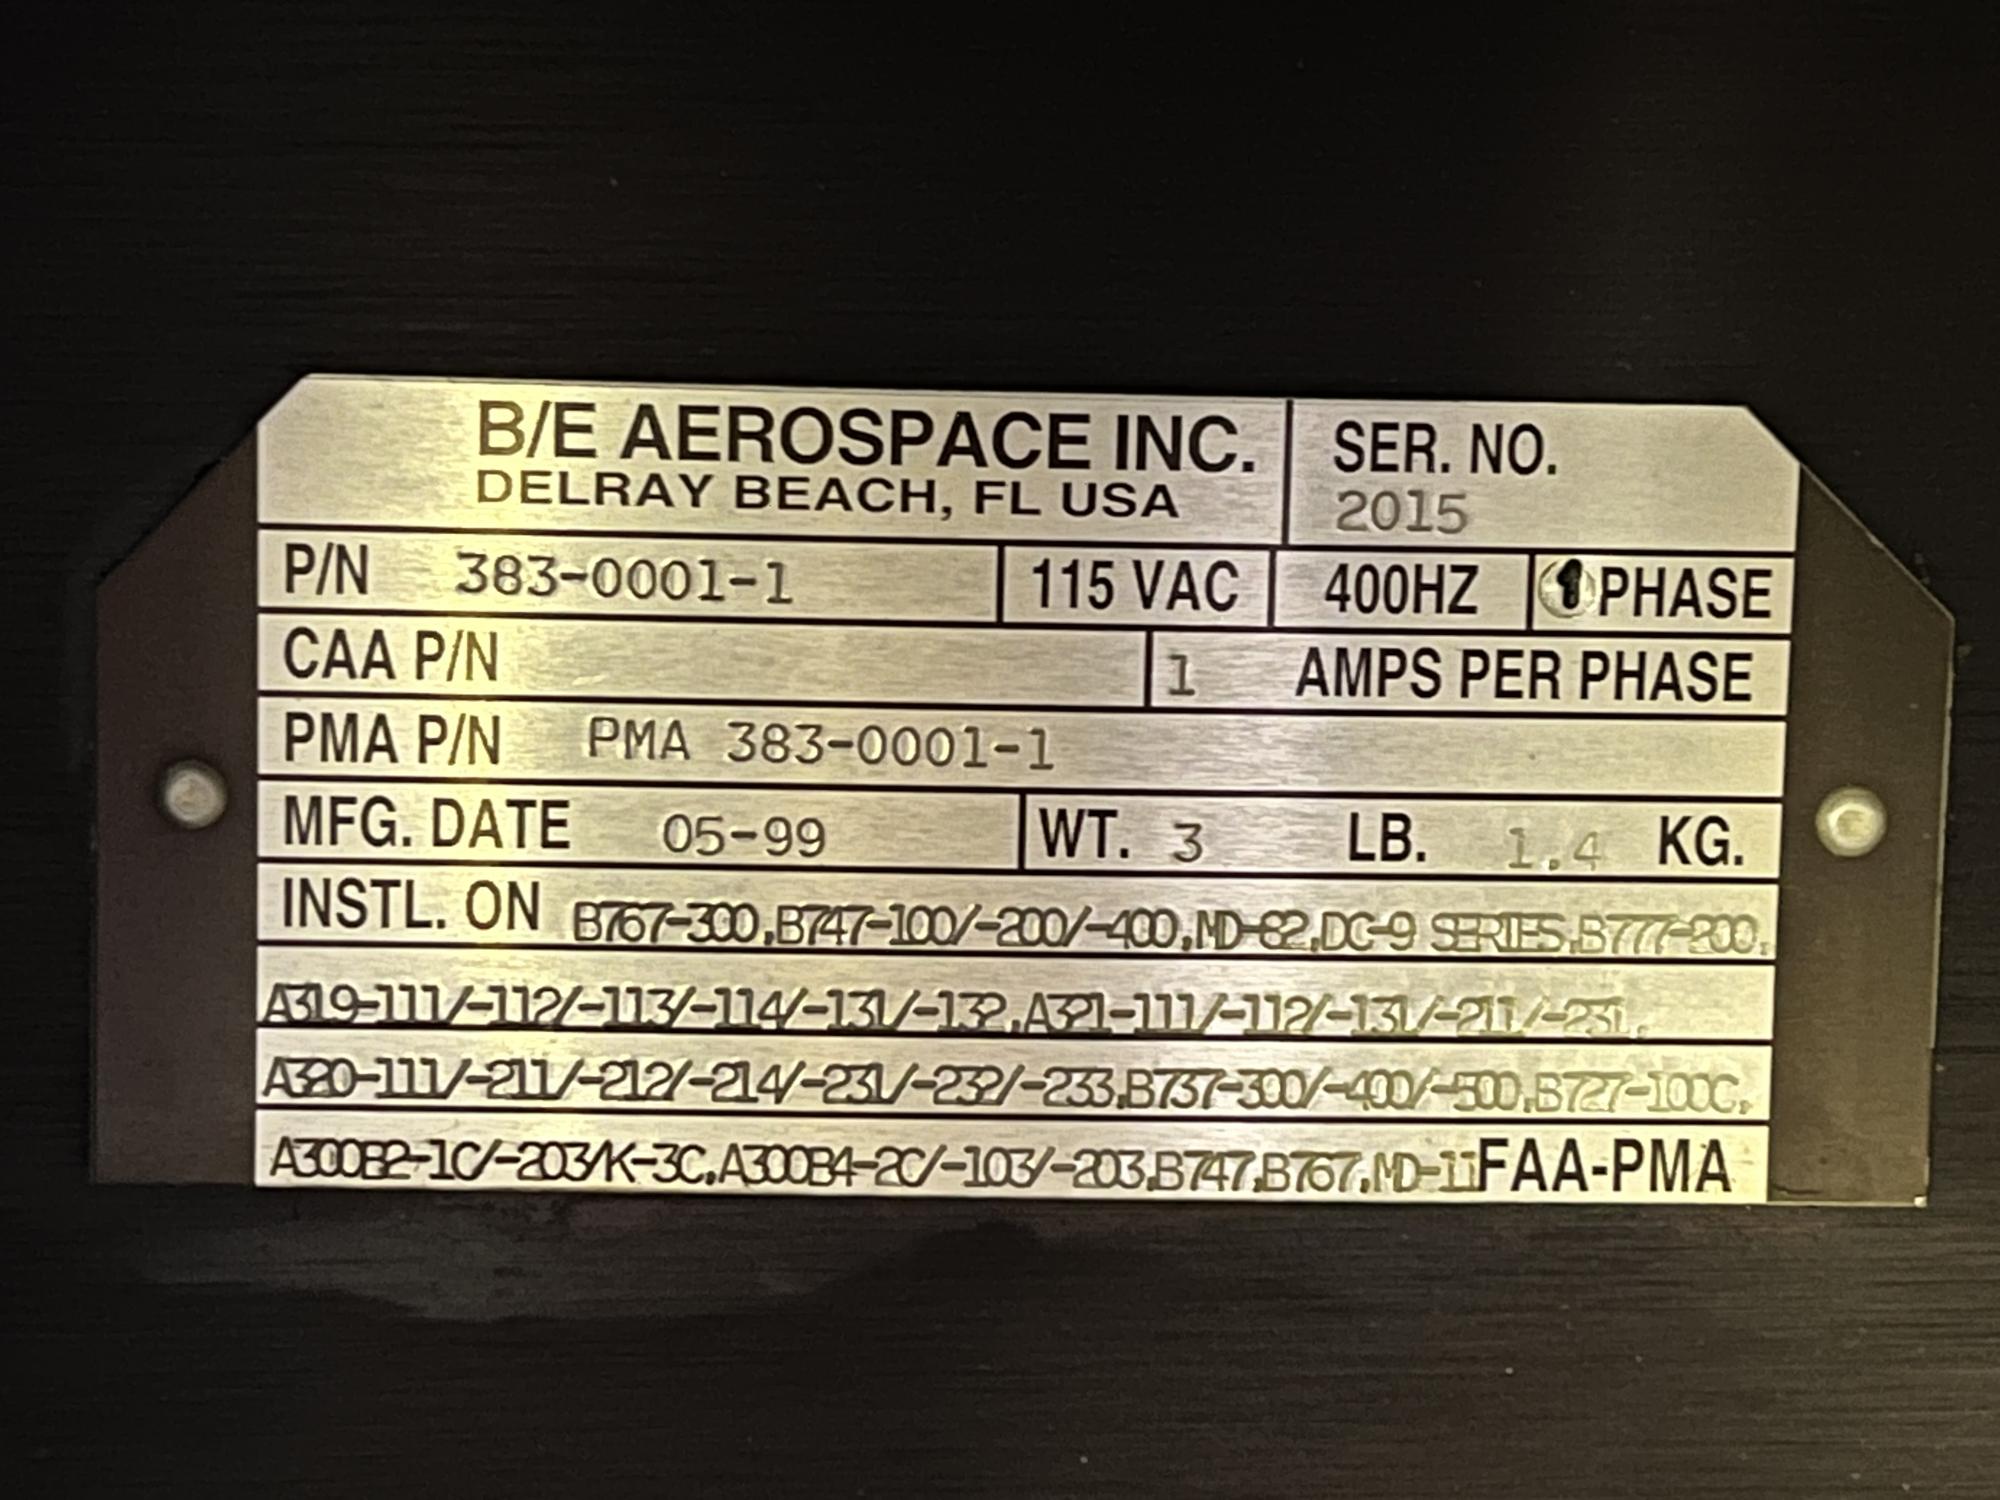 B/E AEROSPACE INC.
DELRAY BEACH, FL USA
SER. NO.
2015
P/N 383-0001-1 115 VAC 400HZ 1 PHASE
CAA P/N 1 AMPS PER PHASE
PMA P/N PMA 383-0001-1
MFG. DATE 05-99 WT. 3 LB. 1.4 KG.
INSTL. ON B767-300,B747-100/-200/-400,MD-82,DC-9 SERIES,B777-200,
A319-111/-112/-113/-114/-131/-132,A321-111/-112/-131/-211/-231,
A320-111/-211/-212/-214/-231/-232/-233,B737-300/-400/-500,B727-100C,
A300B2-1C/-203/K-3C,A300B4-2C/-103/-203,B747,B767,MD-11 FAA-PMA